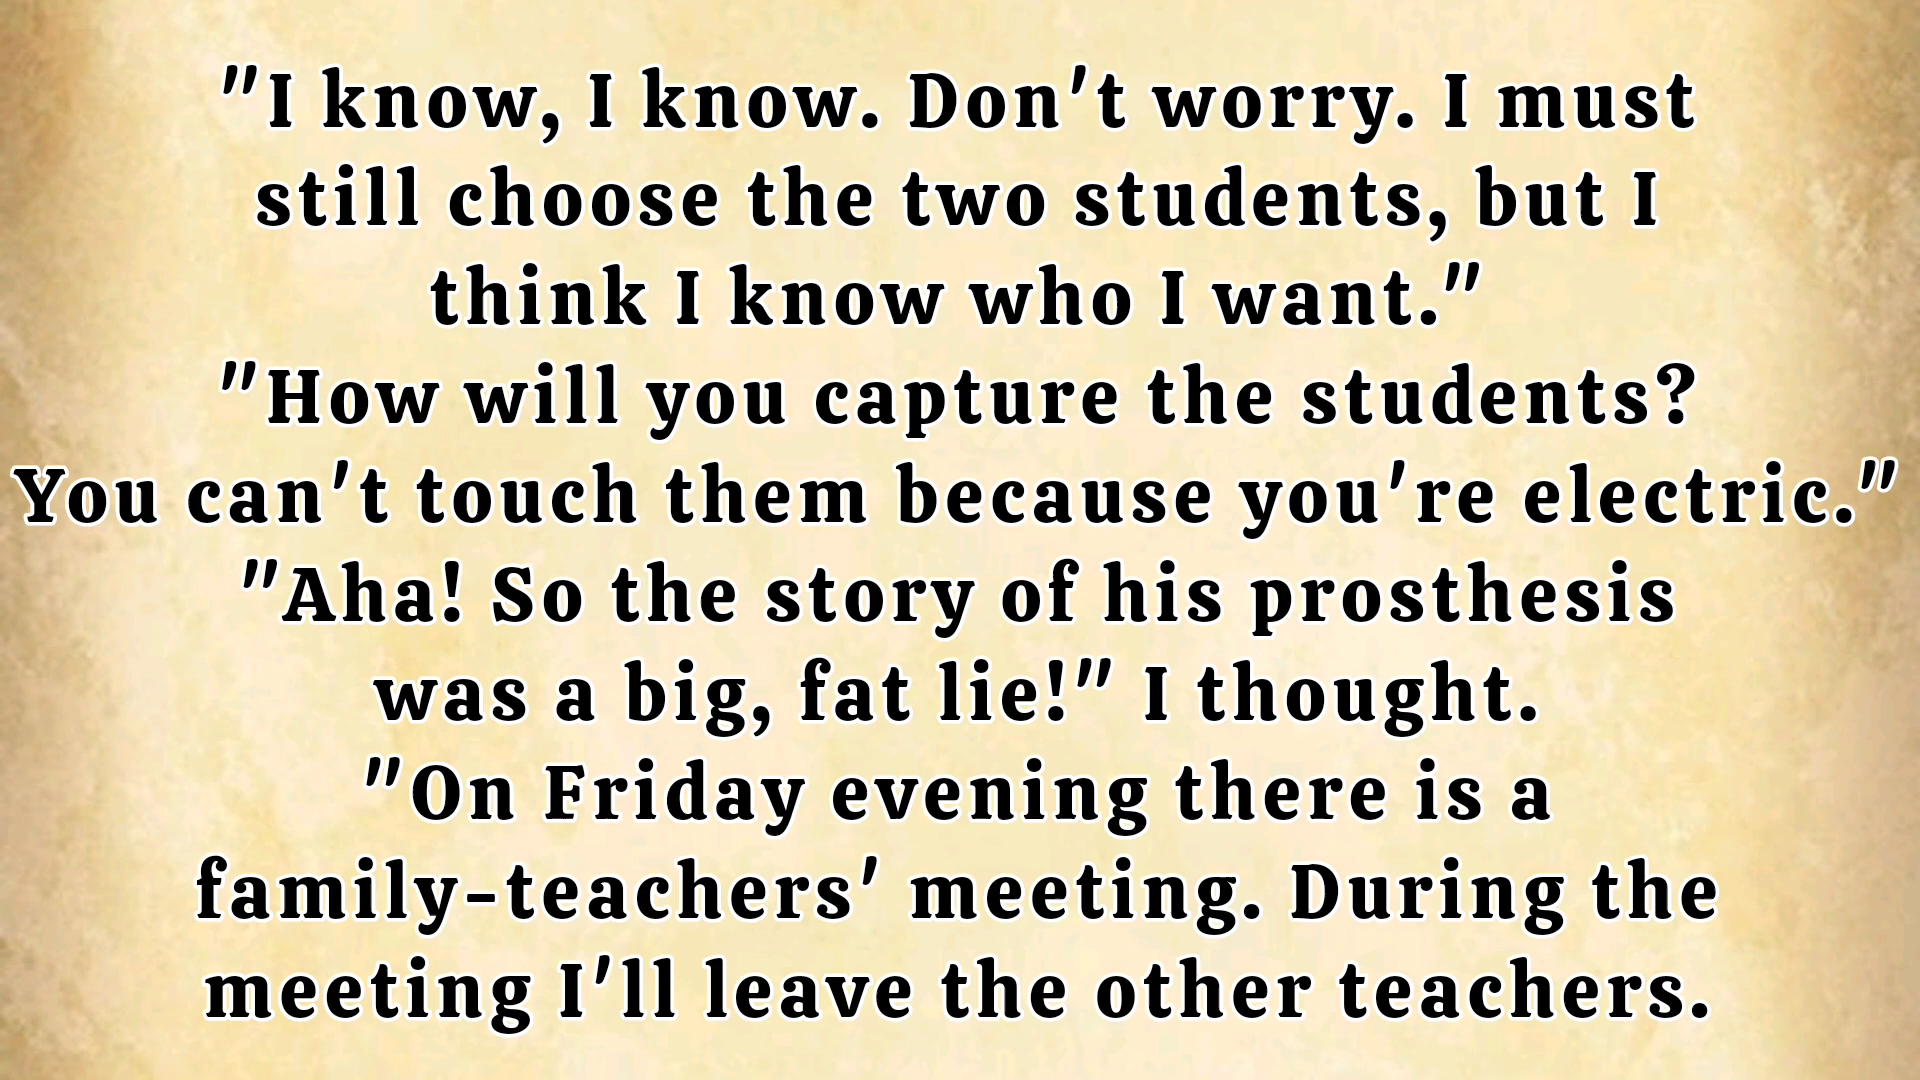 "I know, I know. Don't worry. I must
still choose the two students, but I
think I know who I want."
"How will you capture the students?
You can't touch them because you're electric."
"Aha! So the story of his prosthesis
was a big, fat lie!" I thought.
"On Friday evening there is a
family-teachers' meeting. During the
meeting I'll leave the other teachers.